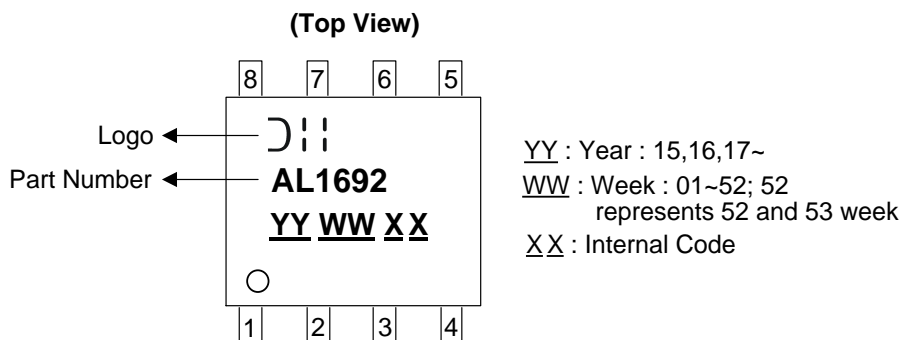 (Top View)
8 7 6 5
Logo
Part Number
AL1692
YY WW X X
1 2 3 4
YY : Year : 15,16,17~
WW : Week : 01~52; 52
represents 52 and 53 week
X X : Internal Code